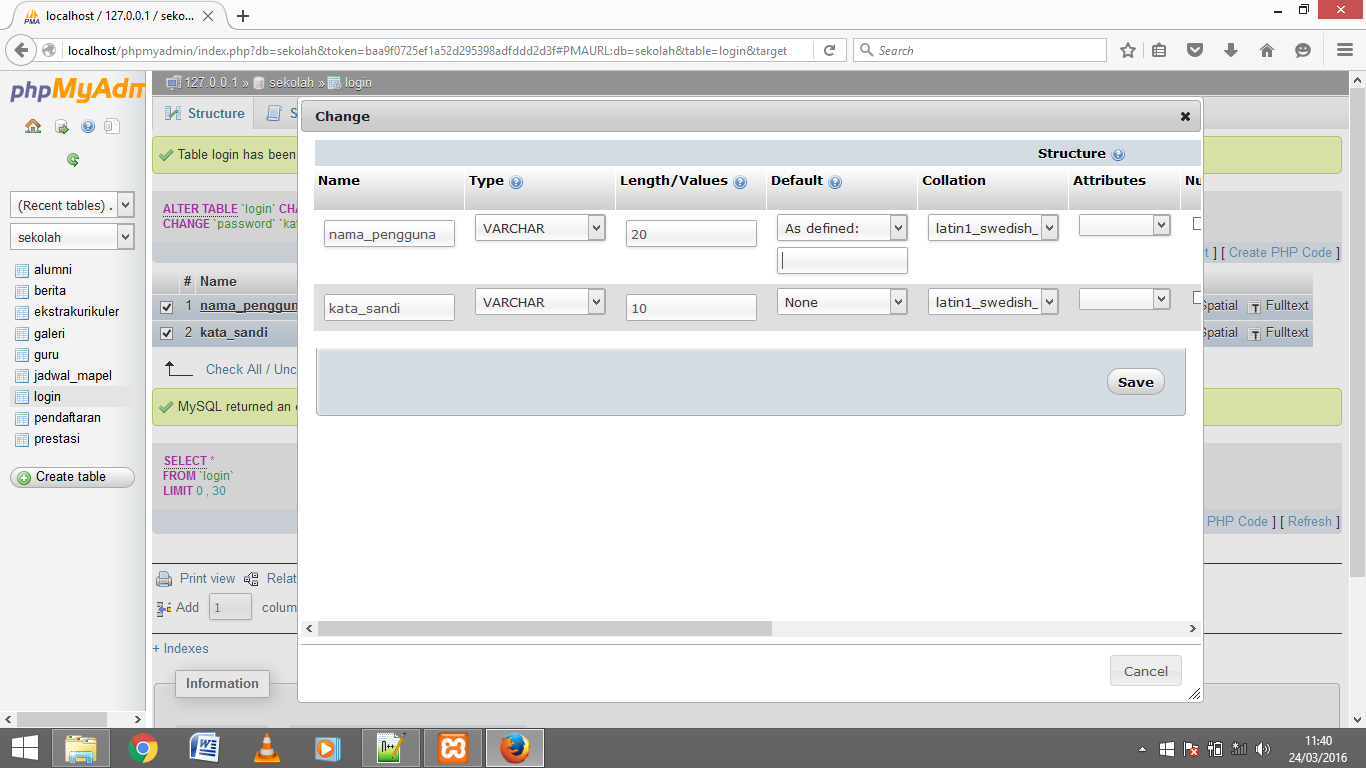 localhost / 127.0.0.1 / seko...
localhost/phpmyadmin/index.php?db=sekolah&token=baa9f0725ef1a52d295398adfddd2d3f#PMAURL:db=sekolah&table=login&target
Search
phpMyAdm
127.0.0.1 » sekolah » login
Structure
S
Change
Table login has been
Structure
Name
Type
Length/Values
Default
Collation
Attributes
Nu
(Recent tables) .
sekolah
ALTER TABLE `login` CHA
CHANGE `password` `kat
nama_pengguna
VARCHAR
20
As defined:
latin1_swedish_
t ] [ Create PHP Code ]
alumni
berita
ekstrakurikuler
galeri
guru
jadwal_mapel
login
pendaftaran
prestasi
Create table
# Name
1 nama_penggun
2 kata_sandi
kata_sandi
VARCHAR
10
None
latin1_swedish_
Spatial
Fulltext
Spatial
Fulltext
Check All / Unc
Save
MySQL returned an e
SELECT *
FROM `login`
LIMIT 0 , 30
PHP Code ] [ Refresh ]
Print view
Relat
Add
1
colum
+ Indexes
Information
Cancel
11:40
24/03/2016